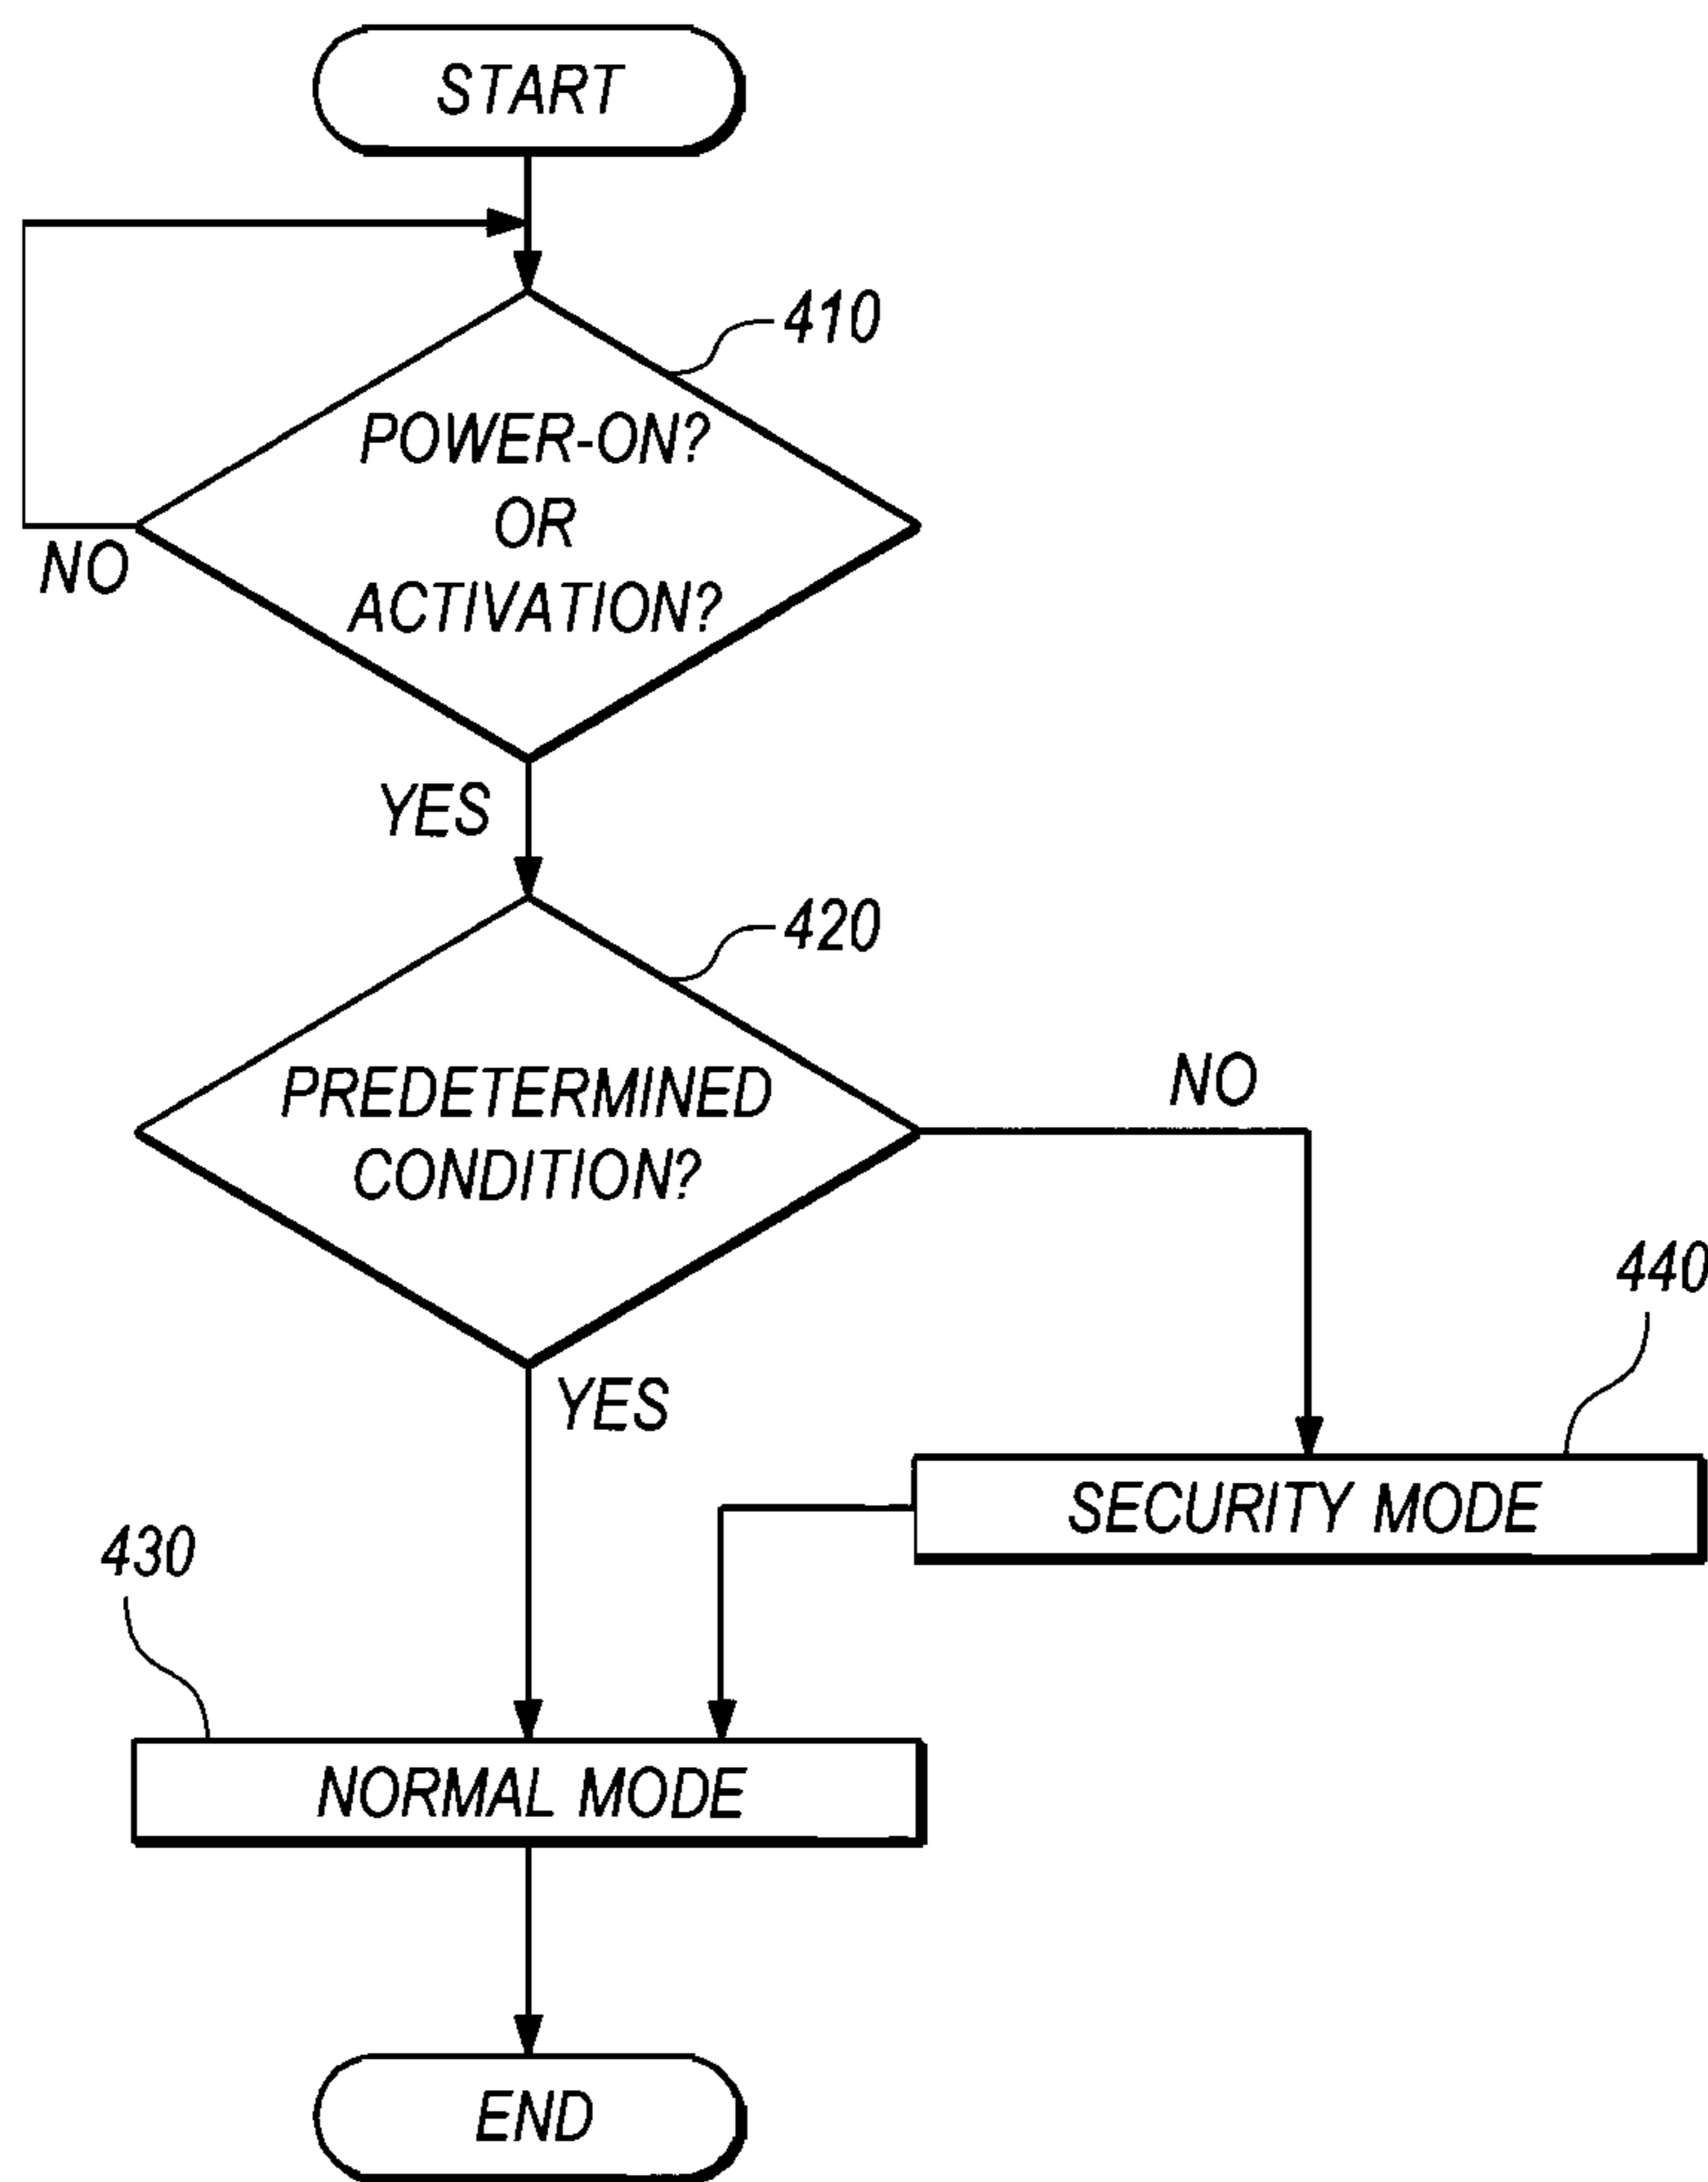 START
410
POWER-ON?
OR
ACTIVATION?
NO
YES
420
PREDETERMINED
CONDITION?
NO
YES
440
SECURITY MODE
430
NORMAL MODE
END